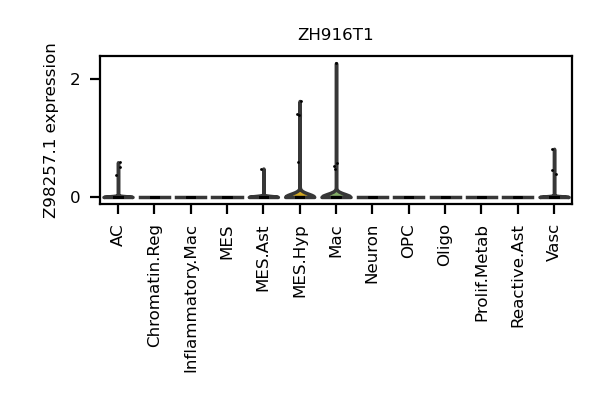 ZH916T1
Z98257.1 expression
2
0
AC
Chromatin.Reg
Inflammatory.Mac
MES
MES.Ast
MES.Hyp
Mac
Neuron
OPC
Oligo
Prolif.Metab
Reactive.Ast
Vasc